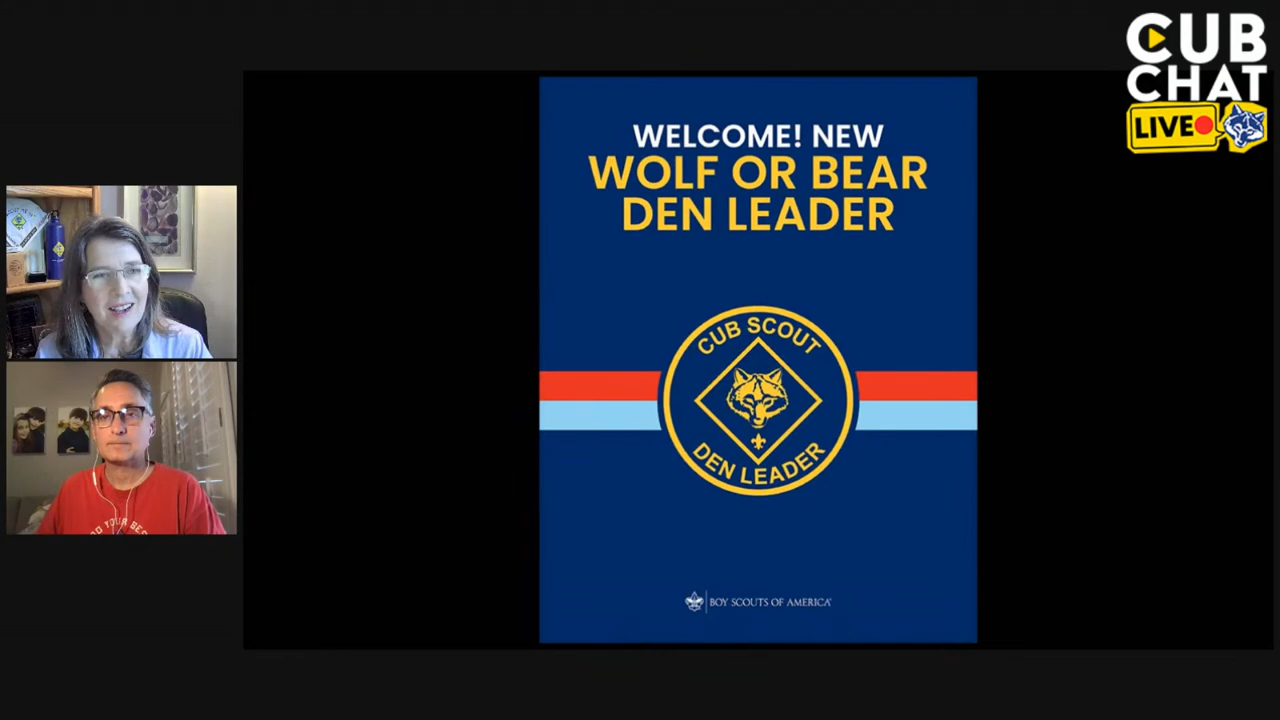 CUB
CHAT
LIVE
WELCOME! NEW
WOLF OR BEAR
DEN LEADER
CUB SCOUT
DEN LEADER
BOY SCOUTS OF AMERICA®